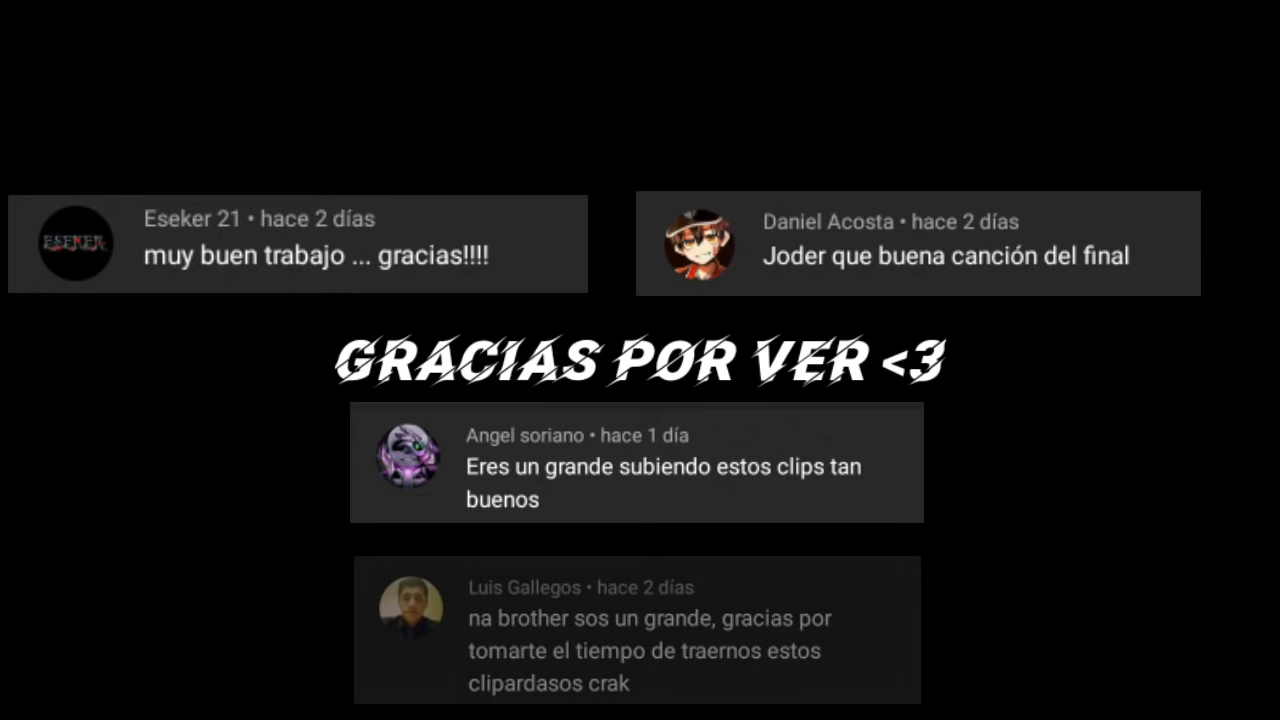 ESEKER
Eseker 21 • hace 2 días
muy buen trabajo ... gracias!!!!
Daniel Acosta • hace 2 días
Joder que buena canción del final
GRACIAS POR VER <3
Angel soriano • hace 1 día
Eres un grande subiendo estos clips tan
buenos
Luis Gallegos • hace 2 días
na brother sos un grande, gracias por
tomarte el tiempo de traernos estos
clipardasos crak